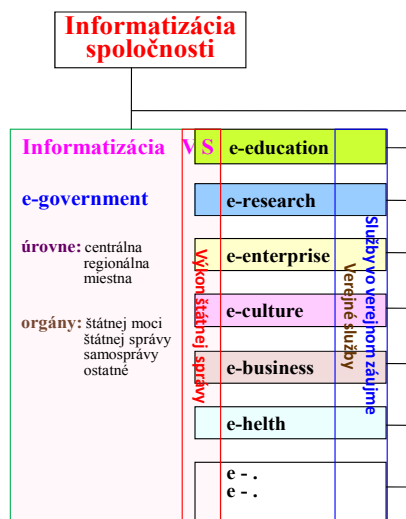 Informatizácia
spoločnosti
Informatizácia VS
e-government
úrovne: centrálna
regionálna
miestna
orgány: štátnej moci
štátnej správy
samosprávy
ostatné
Výkon štátnej správy
e-education
e-research
e-enterprise
e-culture
e-business
e-helth
e - .
e - .
Verejné služby
Služby vo verejnom záujme